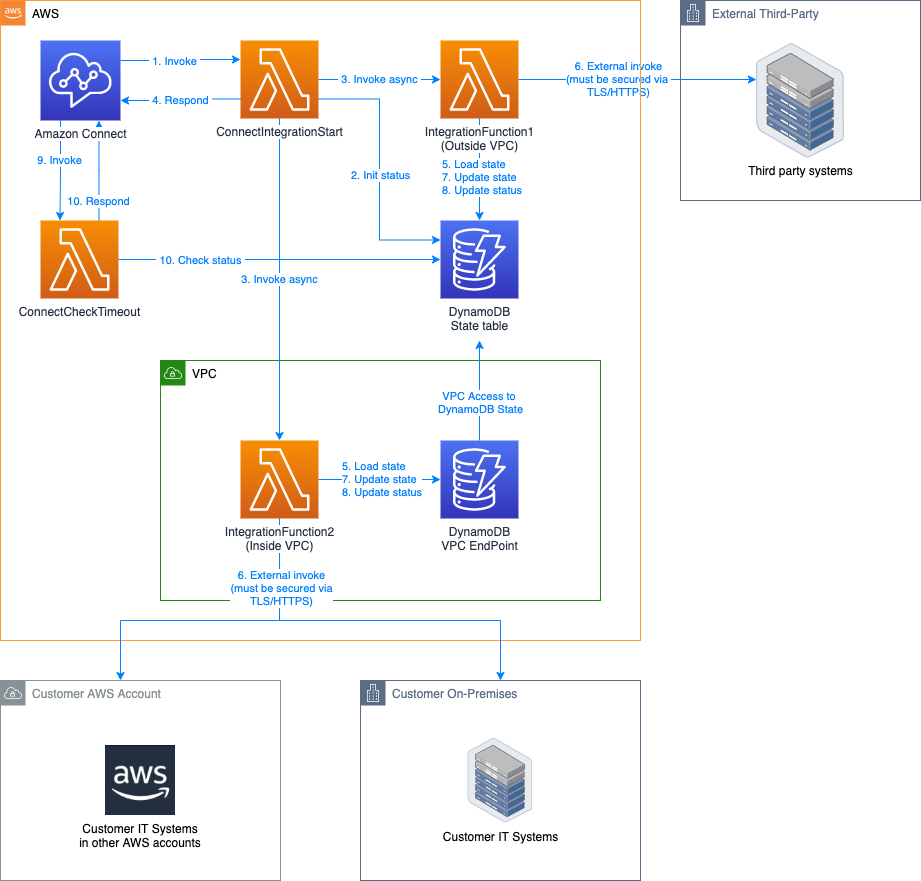 aws
AWS
External Third-Party
1. Invoke
3. Invoke async
4. Respond
6. External invoke
(must be secured via
TLS/HTTPS)
Amazon Connect
ConnectIntegrationStart
IntegrationFunction1
(Outside VPC)
Third party systems
9. Invoke
10. Respond
2. Init status
5. Load state
7. Update state
8. Update status
10. Check status
3. Invoke async
ConnectCheckTimeout
DynamoDB
State table
VPC
VPC Access to
DynamoDB State
5. Load state
7. Update state
8. Update status
IntegrationFunction2
(Inside VPC)
DynamoDB
VPC EndPoint
6. External invoke
(must be secured via
TLS/HTTPS)
Customer AWS Account
Customer On-Premises
aws
Customer IT Systems
in other AWS accounts
Customer IT Systems